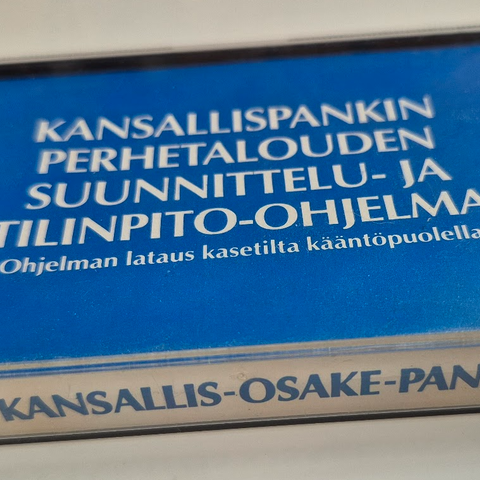 KANSALLISPANKIN
PERHETALOUDEN
SUUNNITTELU- JA
TILINPITO-OHJELMA
Ohjelman lataus kasetilta kääntöpuolella
KANSALLIS-OSAKE-PAN